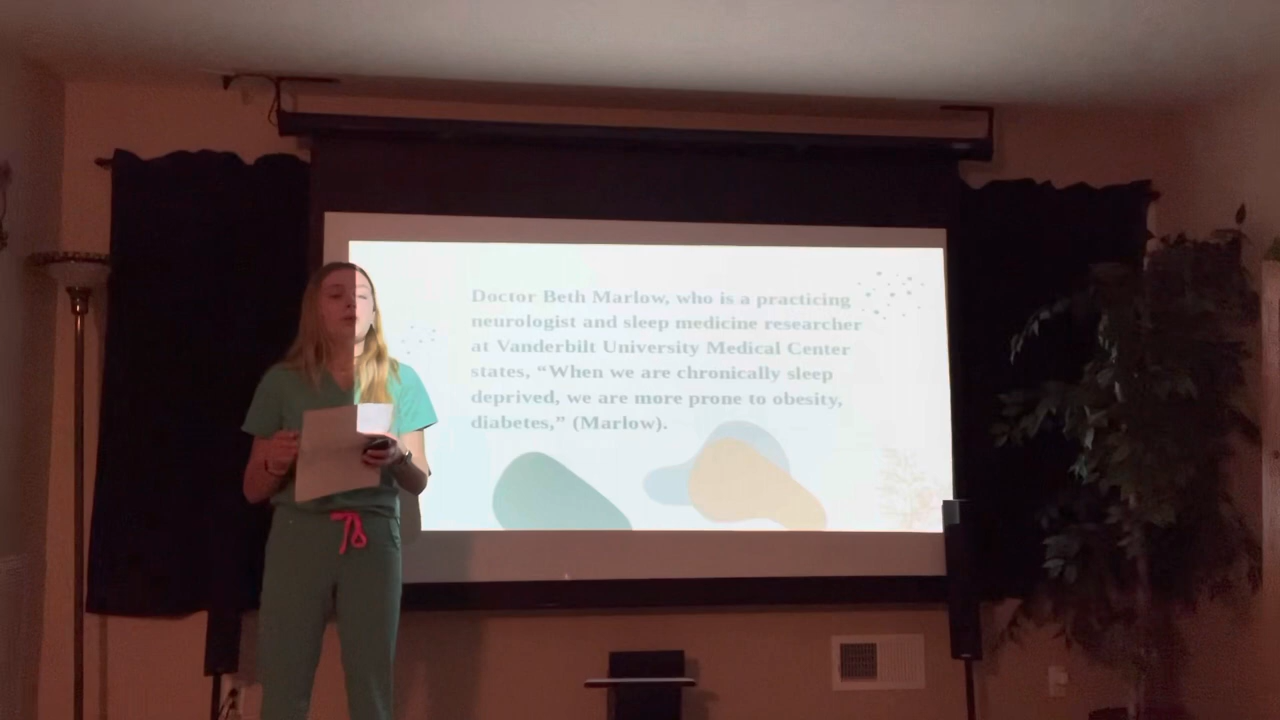 Doctor Beth Marlow, who is a practicing
neurologist and sleep medicine researcher
at Vanderbilt University Medical Center
states, “When we are chronically sleep
deprived, we are more prone to obesity,
diabetes,” (Marlow).